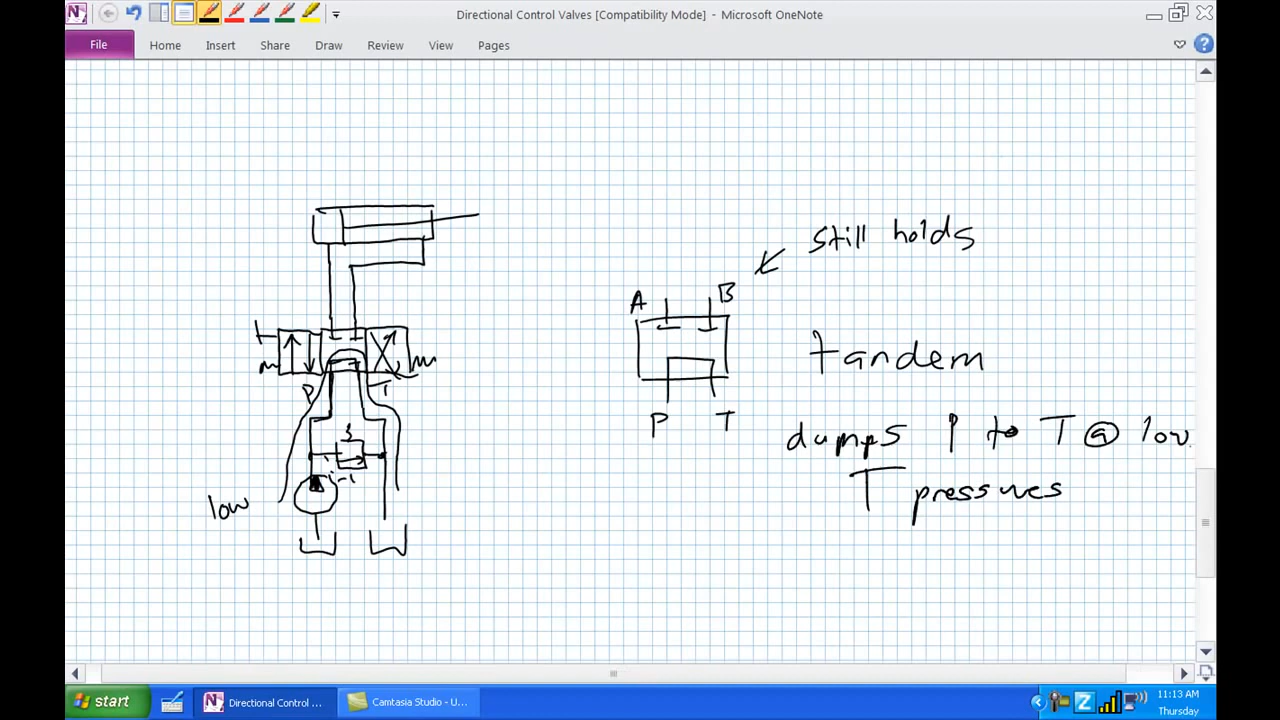 Directional Control Valves [Compatibility Mode] - Microsoft OneNote
File Home Insert Share Draw Review View Pages
still holds
A B
tandem
P T
P T
dumps P to T @ low
T pressures
low
start
Directional Control ...
Camtasia Studio - U...
11:13 AM
Thursday